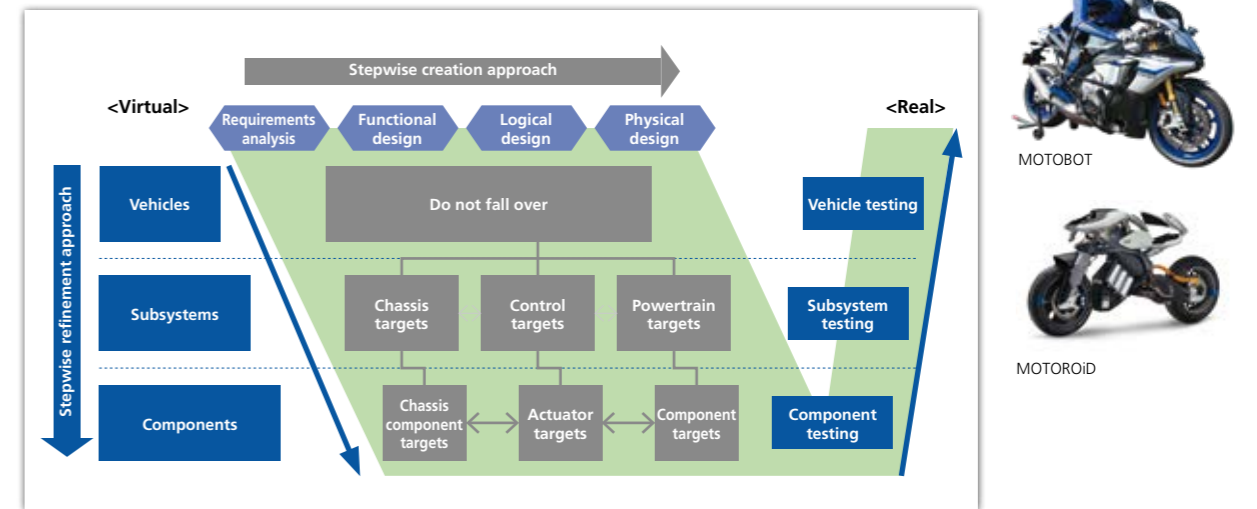 Stepwise creation approach
<Virtual>
<Real>
Requirements
analysis
Functional
design
Logical
design
Physical
design
Stepwise refinement approach
Vehicles
Do not fall over
Vehicle testing
Subsystems
Chassis
targets
Control
targets
Powertrain
targets
Subsystem
testing
Components
Chassis
component
targets
Actuator
targets
Component
targets
Component
testing
MOTOBOT
MOTOROiD